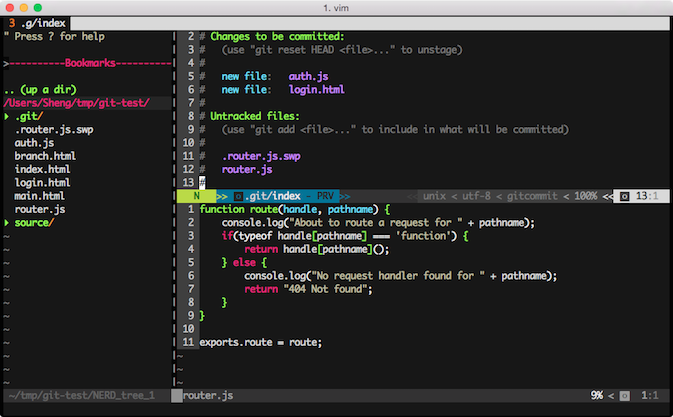 1. vim
3 .g/index
" Press ? for help
>----------Bookmarks----------
.. (up a dir)
/Users/Sheng/tmp/git-test/
▸ .git/
.router.js.swp
auth.js
branch.html
index.html
login.html
main.html
router.js
▸ source/
~
~
~
~
~
~
~
~
~
~
~
~/tmp/git-test/NERD_tree_1
2 # Changes to be committed:
3 #   (use "git reset HEAD <file>..." to unstage)
4 #
5 #   new file:   auth.js
6 #   new file:   login.html
7 #
8 # Untracked files:
9 #   (use "git add <file>..." to include in what will be committed)
10 #
11 #   .router.js.swp
12 #   router.js
13 #
N >> .git/index - PRV >> << unix < utf-8 < gitcommit < 100% << 13:1
1 function route(handle, pathname) {
2     console.log("About to route a request for " + pathname);
3     if(typeof handle[pathname] === 'function') {
4         return handle[pathname]();
5     } else {
6         console.log("No request handler found for " + pathname);
7         return "404 Not found";
8     }
9 }
10
11 exports.route = route;
~
~
router.js 9% < 1:1